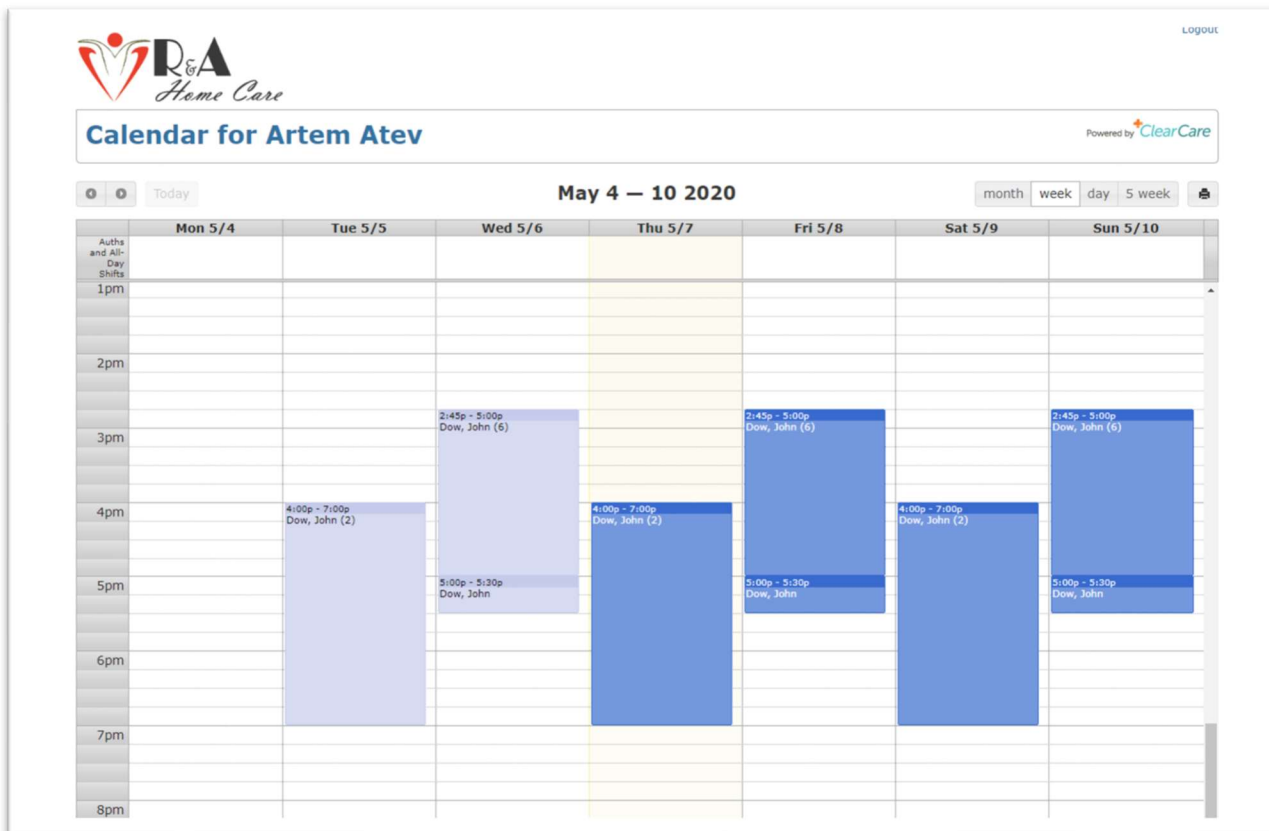 Logout
R&A
Home Care
Calendar for Artem Atev
Powered by ClearCare
Today
May 4 — 10 2020
month week day 5 week
Mon 5/4 Tue 5/5 Wed 5/6 Thu 5/7 Fri 5/8 Sat 5/9 Sun 5/10
Auths
and All-
Day
Shifts
1pm
2pm
2:45p - 5:00p 2:45p - 5:00p 2:45p - 5:00p
Dow, John (6) Dow, John (6) Dow, John (6)
3pm
4pm
4:00p - 7:00p 4:00p - 7:00p 4:00p - 7:00p
Dow, John (2) Dow, John (2) Dow, John (2)
5pm
5:00p - 5:30p 5:00p - 5:30p 5:00p - 5:30p
Dow, John Dow, John Dow, John
6pm
7pm
8pm